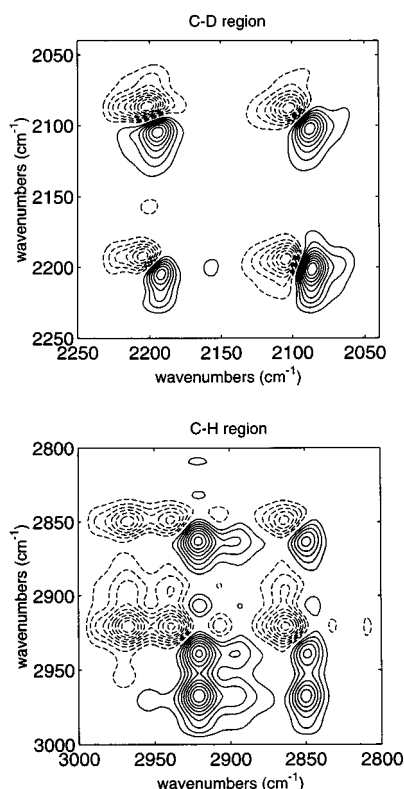 C-D region
2050
2100
2150
2200
2250
wavenumbers (cm-1)
2250 2200 2150 2100 2050
wavenumbers (cm-1)
C-H region
2800
2850
2900
2950
3000
wavenumbers (cm-1)
3000 2950 2900 2850 2800
wavenumbers (cm-1)